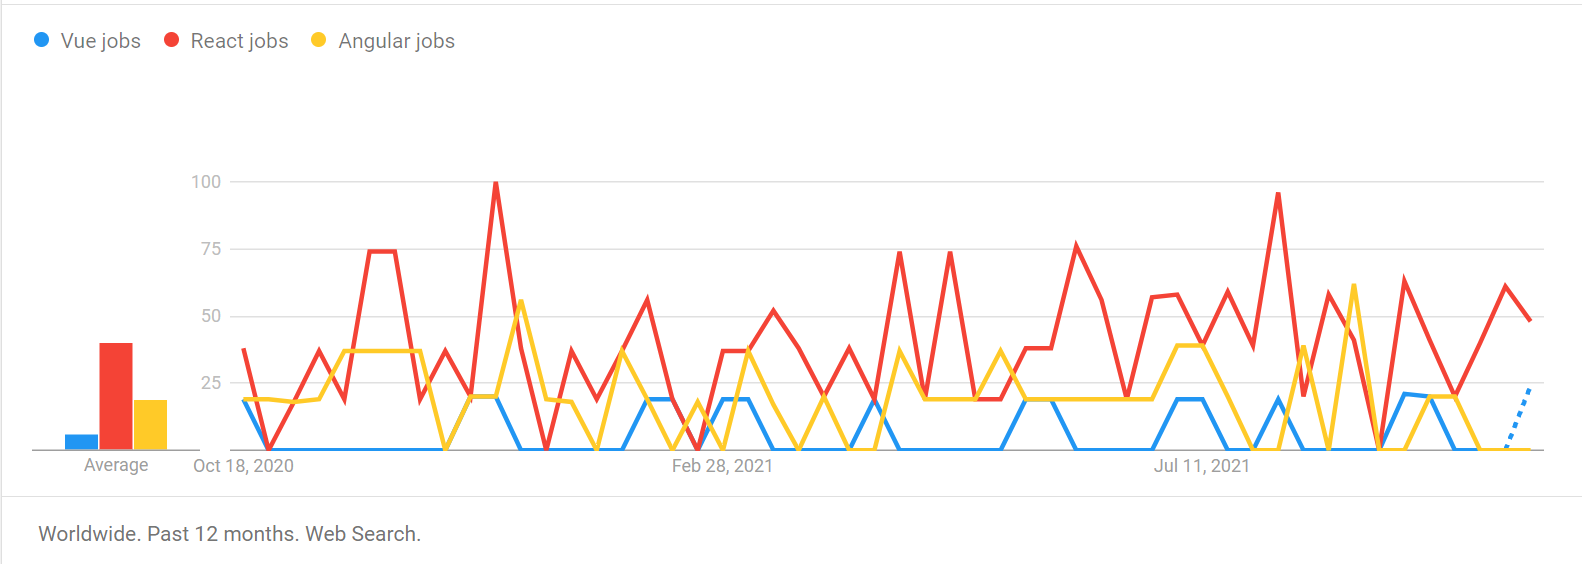 Vue jobs React jobs Angular jobs
100
75
50
25
Average
Oct 18, 2020 Feb 28, 2021 Jul 11, 2021
Worldwide. Past 12 months. Web Search.